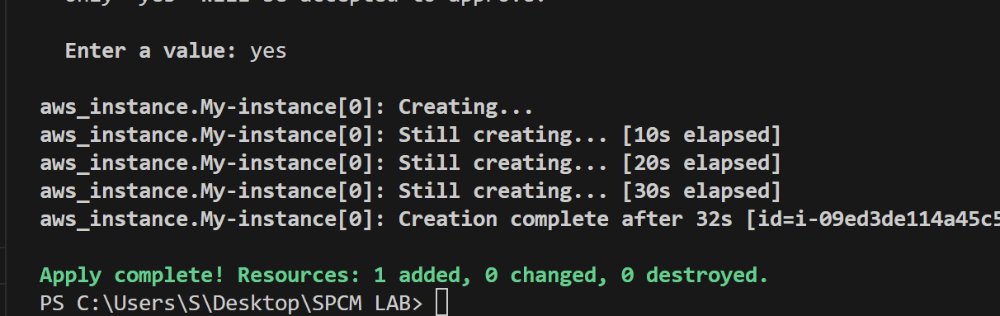 Only 'yes' will be accepted to approve.
Enter a value: yes
aws_instance.My-instance[0]: Creating...
aws_instance.My-instance[0]: Still creating... [10s elapsed]
aws_instance.My-instance[0]: Still creating... [20s elapsed]
aws_instance.My-instance[0]: Still creating... [30s elapsed]
aws_instance.My-instance[0]: Creation complete after 32s [id=i-09ed3de114a45c5
Apply complete! Resources: 1 added, 0 changed, 0 destroyed.
PS C:\Users\S\Desktop\SPCM LAB>